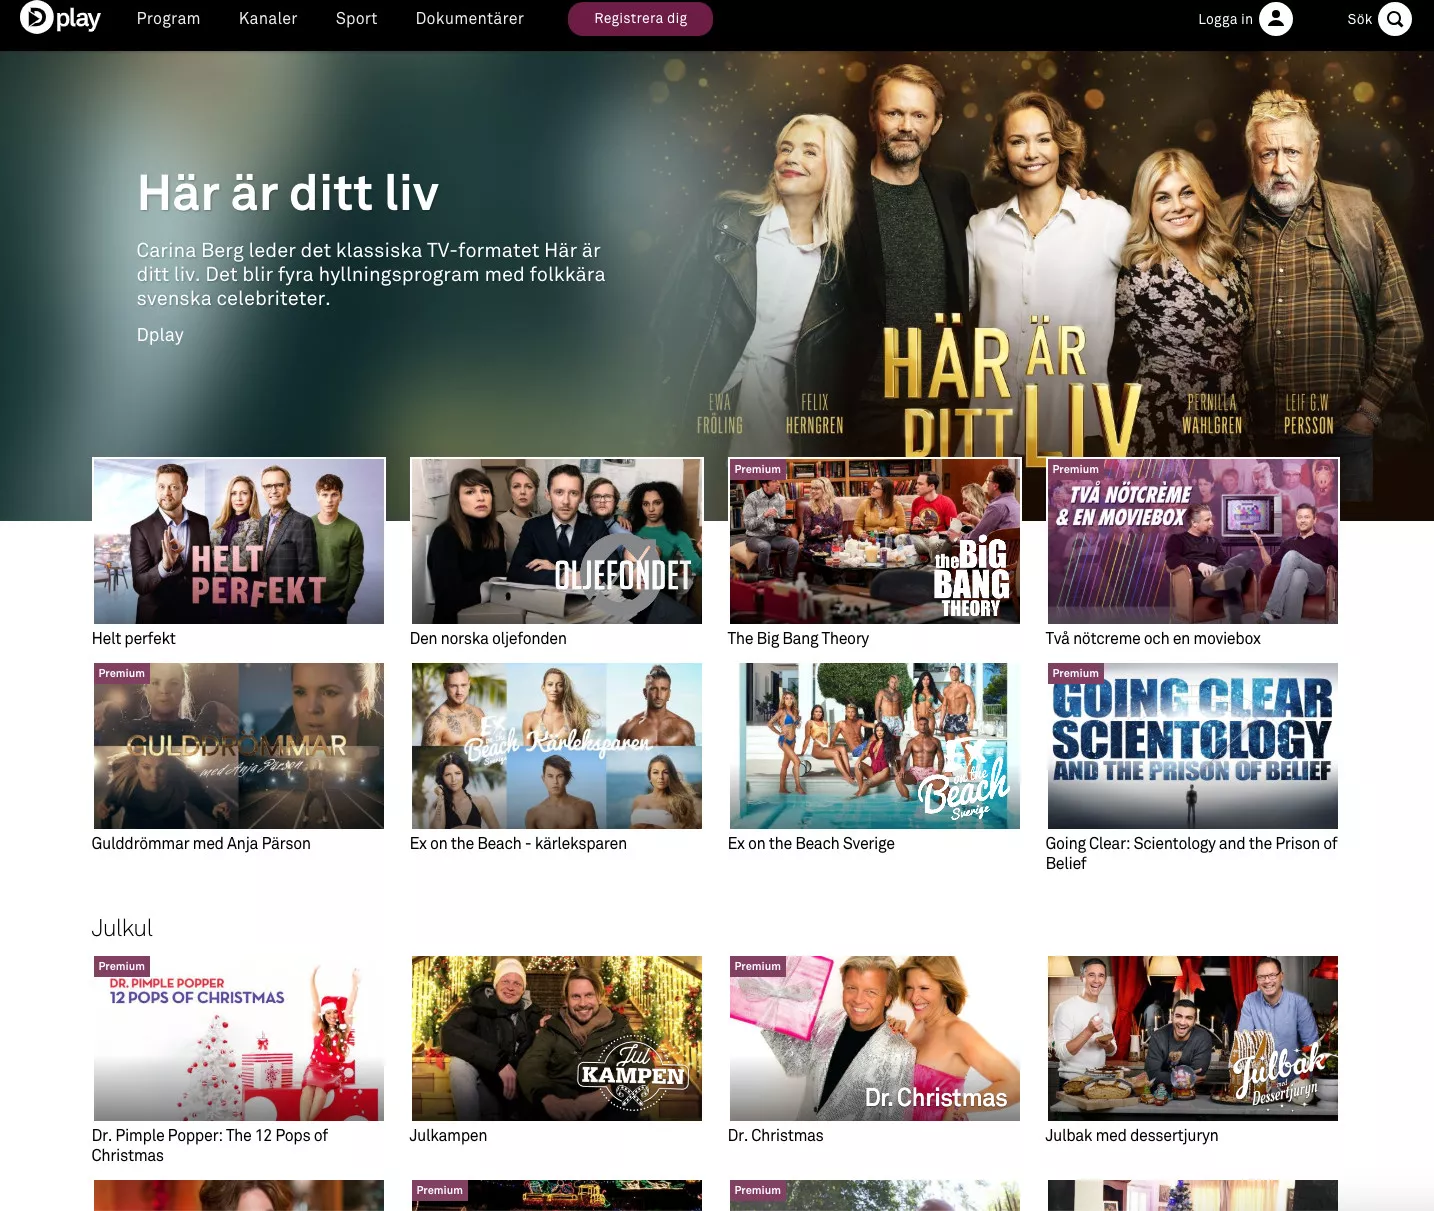 Dplay
Program
Kanaler
Sport
Dokumentärer
Registrera dig
Logga in
Sök
Här är ditt liv
Carina Berg leder det klassiska TV-formatet Här är
ditt liv. Det blir fyra hyllningsprogram med folkkära
svenska celebriteter.
Dplay
HÄR ÄR
DITT LIV
EWA
FRÖLING
FELIX
HERNGREN
PERNILLA
WAHLGREN
LEIF G.W
PERSSON
HELT
PERFEKT
Helt perfekt
OLJEFONDET
Den norska oljefonden
Premium
the BIG
BANG
THEORY
The Big Bang Theory
Premium
TVÅ NÖTCRÈME
& EN MOVIEBOX
Två nötcreme och en moviebox
Premium
GULDDRÖMMAR
med Anja Pärson
Gulddrömmar med Anja Pärson
EX
on the
Beach
Sverige
Kärleksparen
Ex on the Beach - kärleksparen
EX
on the
Beach
Sverige
Ex on the Beach Sverige
Premium
GOING CLEAR
SCIENTOLOGY
AND THE PRISON OF BELIEF
Going Clear: Scientology and the Prison of
Belief
Julkul
Premium
DR. PIMPLE POPPER
12 POPS OF CHRISTMAS
Dr. Pimple Popper: The 12 Pops of
Christmas
Jul
KAMPEN
Julkampen
Premium
Dr. Christmas
Dr. Christmas
Julbak
med
Dessertjuryn
Julbak med dessertjuryn
Premium
Premium